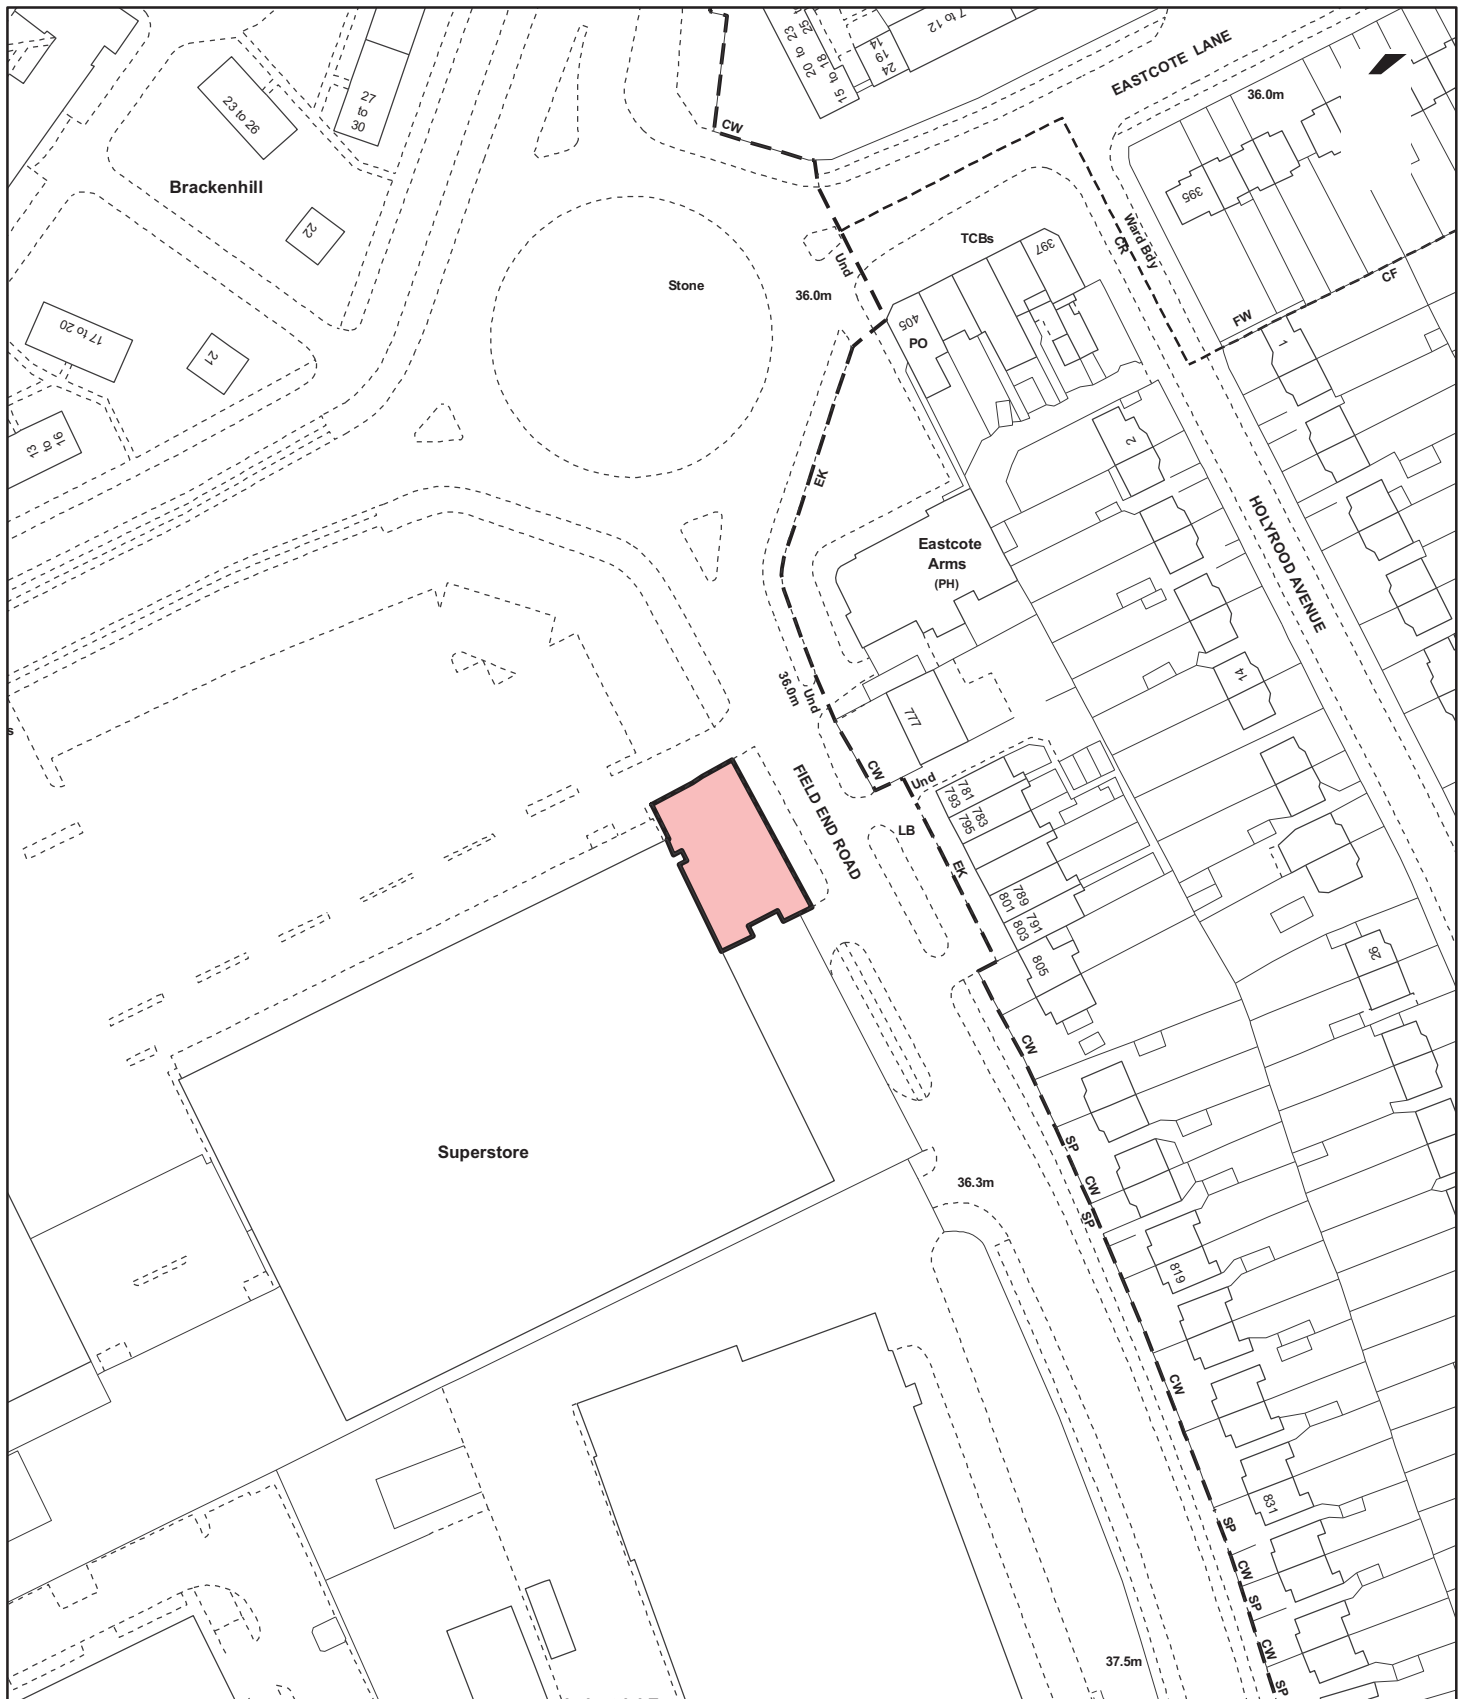 EASTCOTE LANE
36.0m
7 to 12
20 to 23
25
15 to 18
14
19
24
CW
27
to
30
23 to 26
Brackenhill
22
17 to 20
21
13
to
16
Stone
36.0m
Und
TCBs
397
405
PO
395
Ward Bdy
CR
FW
CF
1
2
EK
HOLYROOD AVENUE
Eastcote
Arms
(PH)
14
36.0m
Und
777
CW
Und
s
FIELD END ROAD
LB
781
793
783
795
EK
789
801
791
803
805
26
CW
SP
CW
SP
Superstore
36.3m
819
CW
831
SP
CW
SP
CW
SP
37.5m